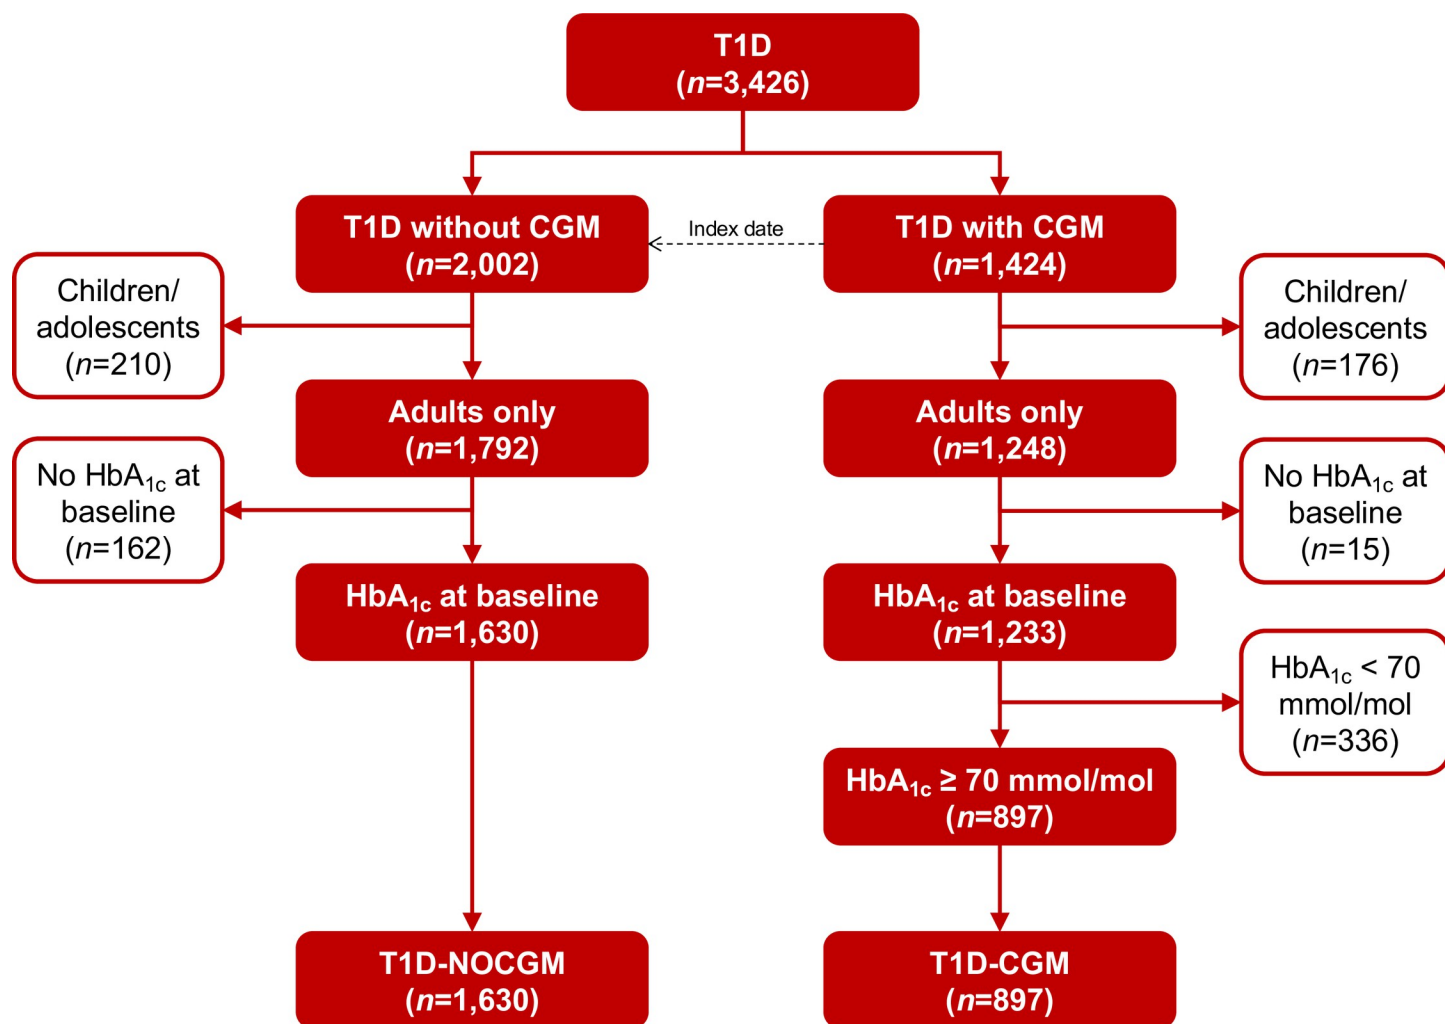 T1D
(n=3,426)
T1D without CGM
(n=2,002)
Index date
T1D with CGM
(n=1,424)
Children/
adolescents
(n=210)
Children/
adolescents
(n=176)
Adults only
(n=1,792)
Adults only
(n=1,248)
No HbA1c at
baseline
(n=162)
No HbA1c at
baseline
(n=15)
HbA1c at baseline
(n=1,630)
HbA1c at baseline
(n=1,233)
HbA1c < 70
mmol/mol
(n=336)
HbA1c ≥ 70 mmol/mol
(n=897)
T1D-NOCGM
(n=1,630)
T1D-CGM
(n=897)